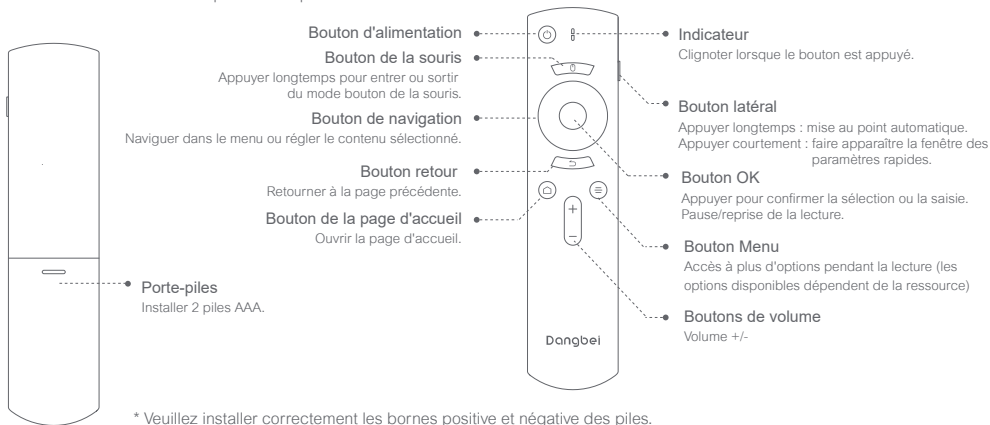 Bouton d'alimentation
Bouton de la souris
Appuyer longtemps pour entrer ou sortir
du mode bouton de la souris.
Bouton de navigation
Naviguer dans le menu ou régler le contenu sélectionné.
Bouton retour
Retourner à la page précédente.
Bouton de la page d'accueil
Ouvrir la page d'accueil.
Porte-piles
Installer 2 piles AAA.
Dangbei
Indicateur
Clignoter lorsque le bouton est appuyé.
Bouton latéral
Appuyer longtemps : mise au point automatique.
Appuyer courtement : faire apparaître la fenêtre des
paramètres rapides.
Bouton OK
Appuyer pour confirmer la sélection ou la saisie.
Pause/reprise de la lecture.
Bouton Menu
Accès à plus d'options pendant la lecture (les
options disponibles dépendent de la ressource)
Boutons de volume
Volume +/-
* Veuillez installer correctement les bornes positive et négative des piles.